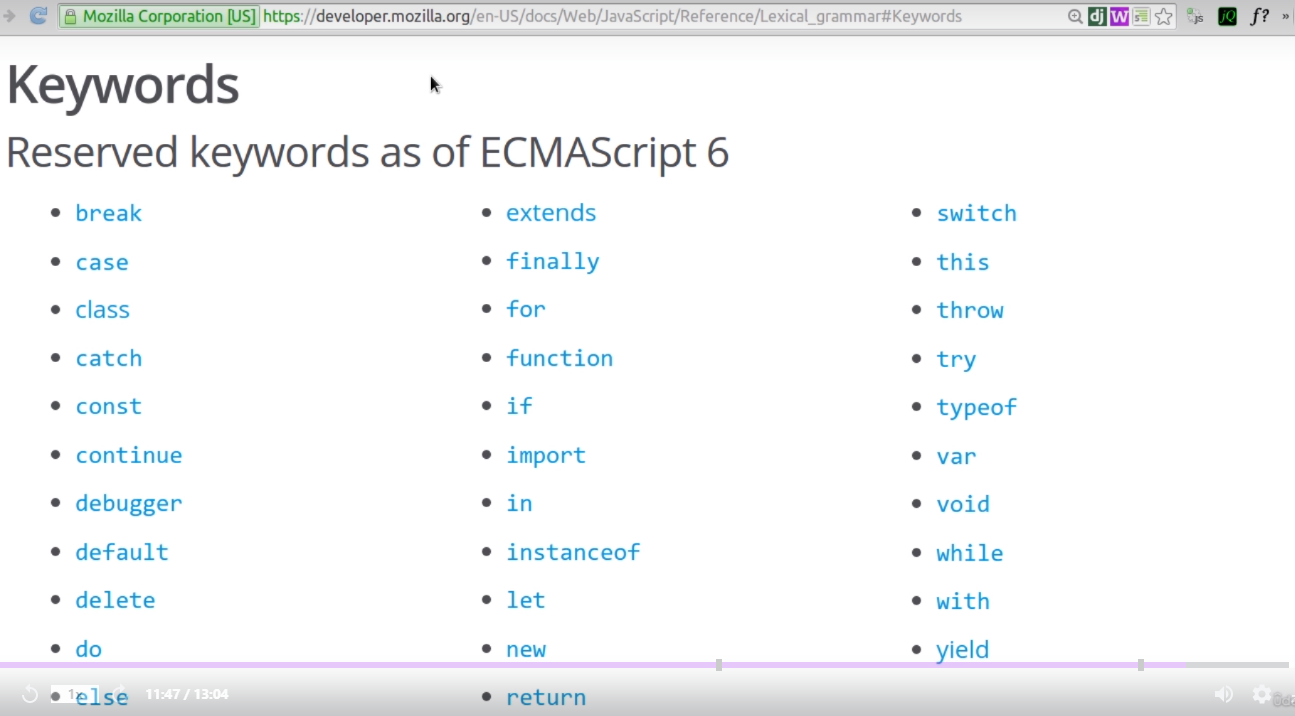 Mozilla Corporation [US] https://developer.mozilla.org/en-US/docs/Web/JavaScript/Reference/Lexical_grammar#Keywords dj W js jQ f? »
Keywords
Reserved keywords as of ECMAScript 6
break
case
class
catch
const
continue
debugger
default
delete
do
else
extends
finally
for
function
if
import
in
instanceof
let
new
return
switch
this
throw
try
typeof
var
void
while
with
yield
1x 11:47 / 13:04